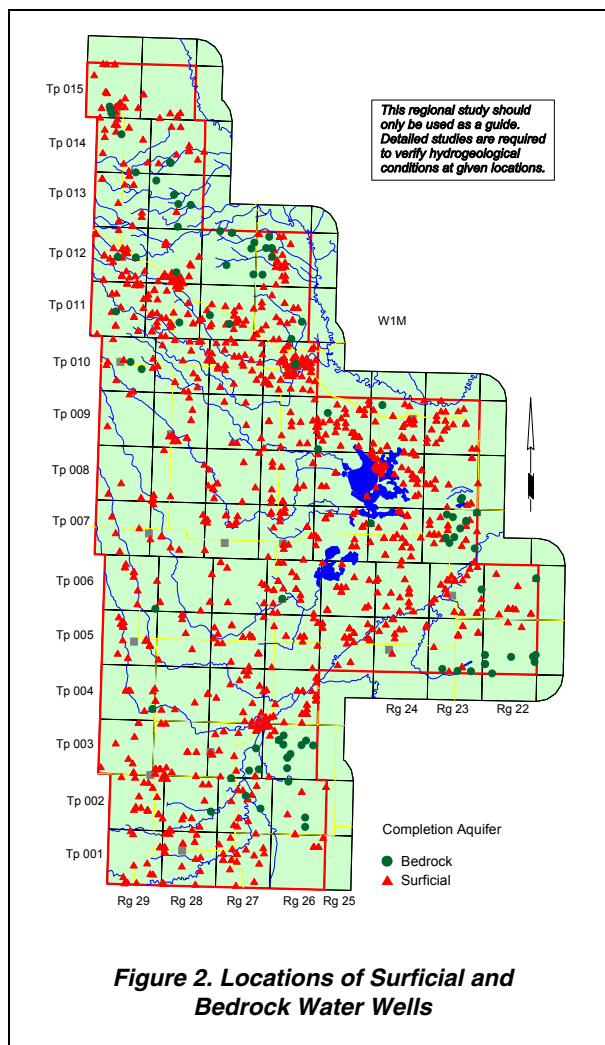 Tp 015
This regional study should
only be used as a guide.
Detailed studies are required
to verify hydrogeological
conditions at given locations.
Tp 014
Tp 013
Tp 012
Tp 011
W1M
Tp 010
Tp 009
Tp 008
Tp 007
Tp 006
Tp 005
Tp 004
Rg 24
Rg 23
Rg 22
Tp 003
Tp 002
Completion Aquifer
Tp 001
Bedrock
Surficial
Rg 29
Rg 28
Rg 27
Rg 26
Rg 25
Figure 2. Locations of Surficial and
Bedrock Water Wells